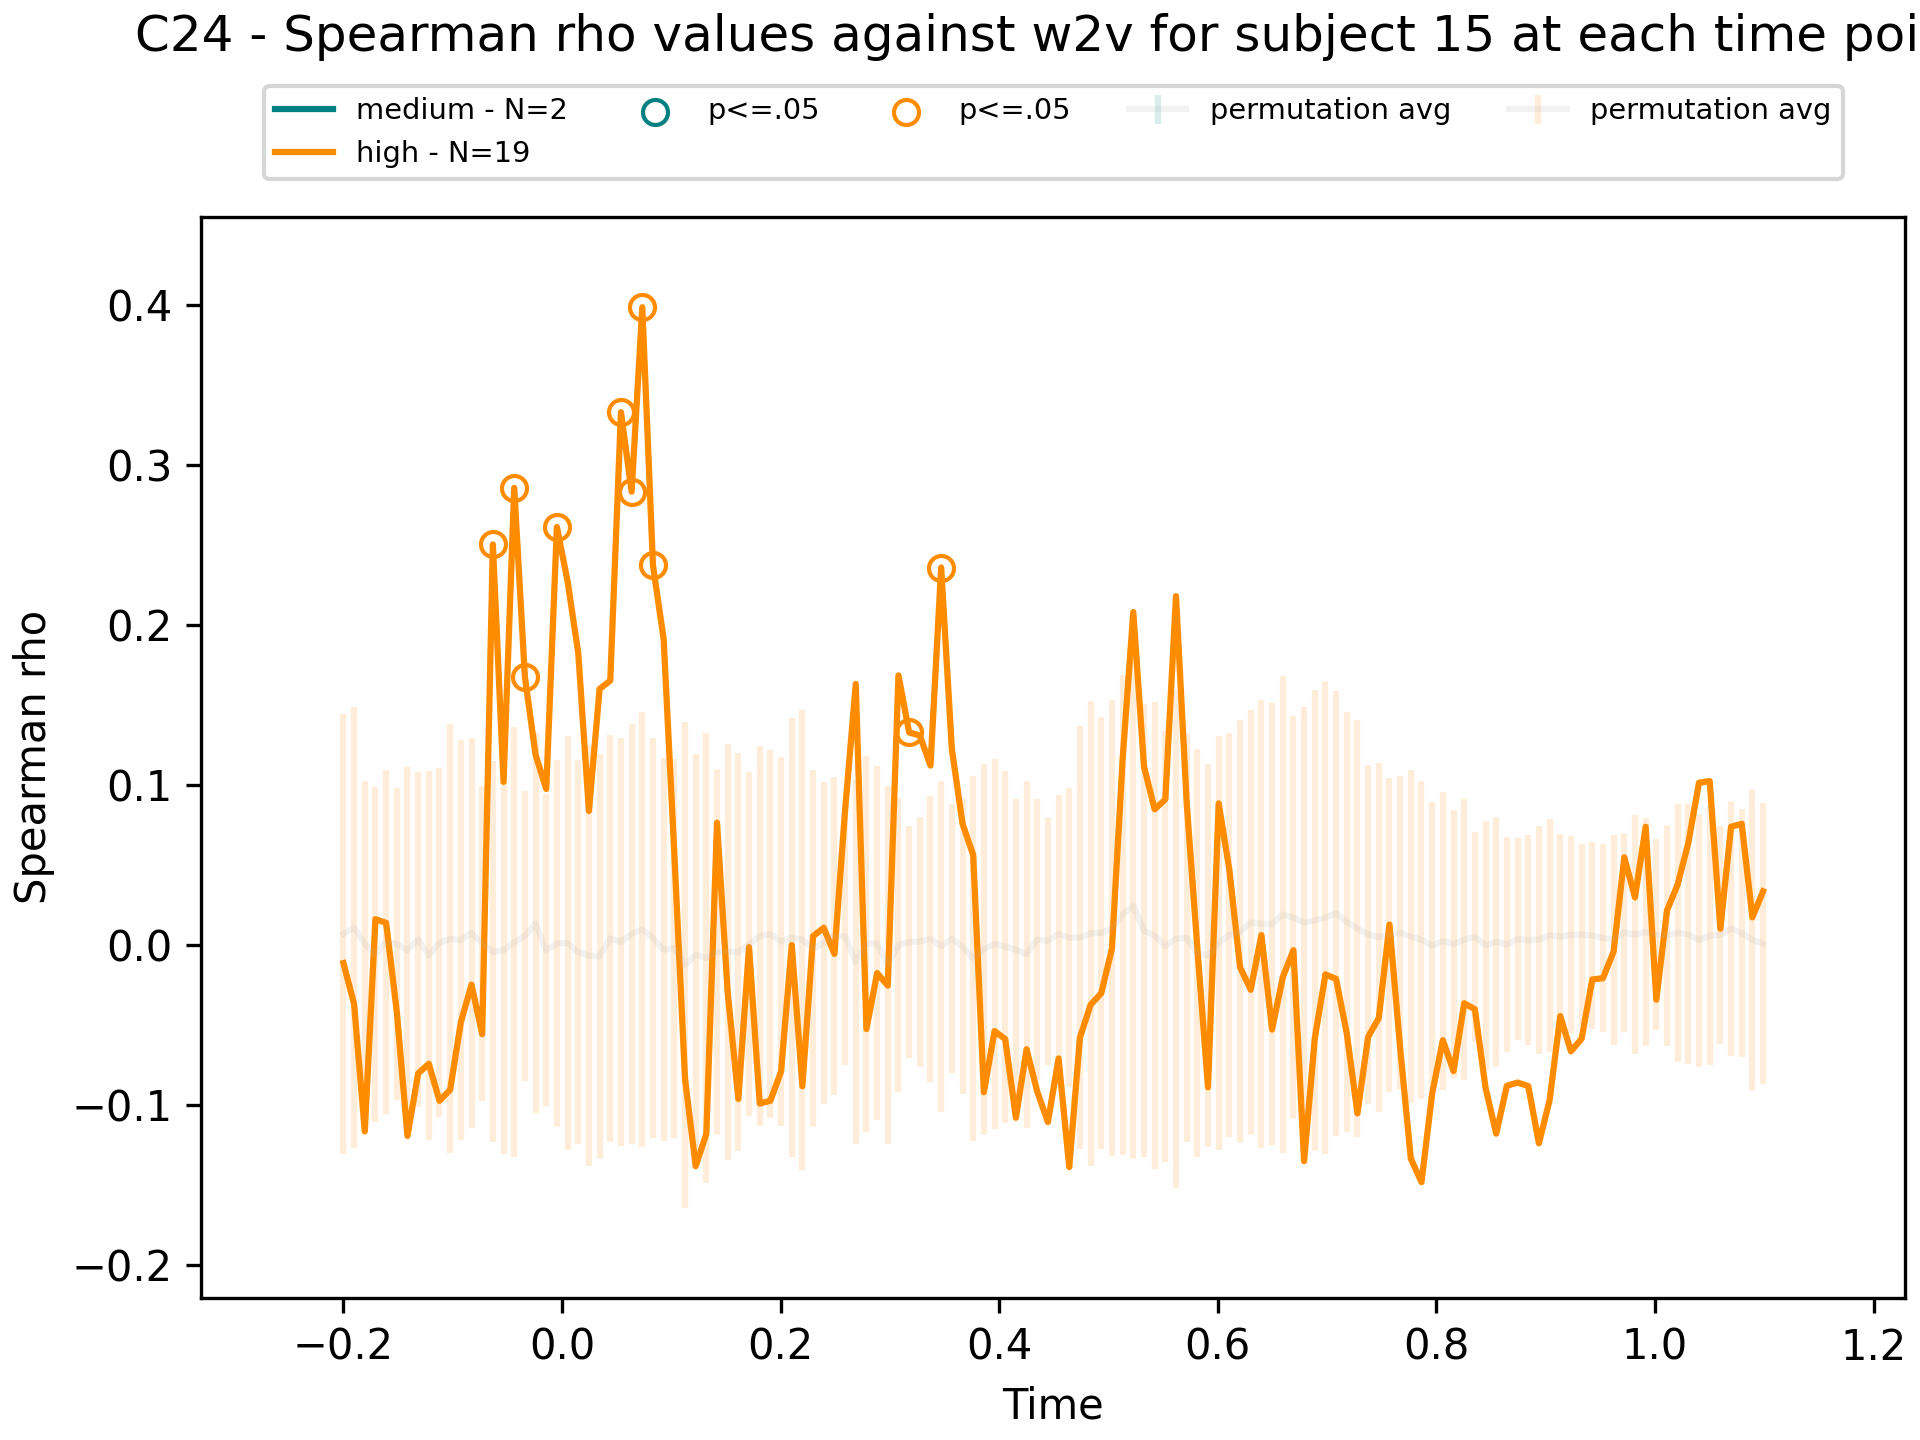 C24 - Spearman rho values against w2v for subject 15 at each time poi
medium - N=2
high - N=19
p<=.05
p<=.05
permutation avg
permutation avg
Spearman rho
0.4
0.3
0.2
0.1
0.0
−0.1
−0.2
−0.2 0.0 0.2 0.4 0.6 0.8 1.0 1.2
Time